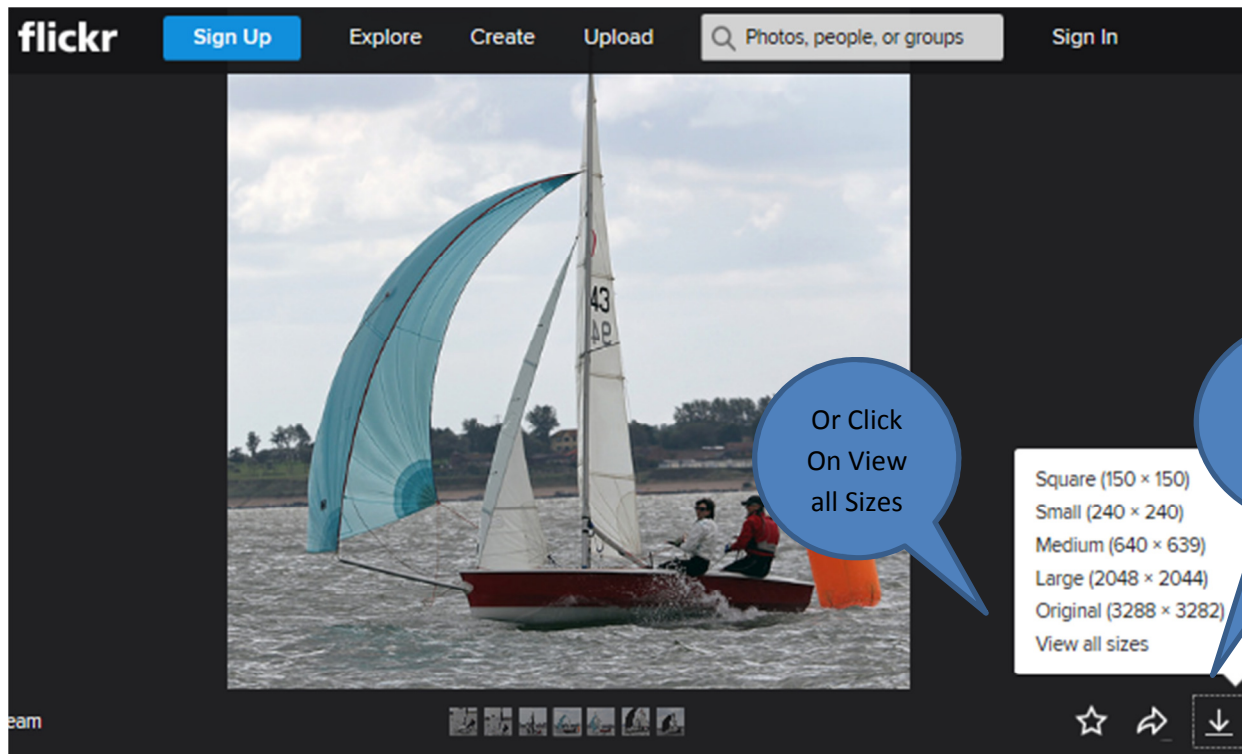 flickr Sign Up Explore Create Upload Photos, people, or groups Sign In
43
94
Or Click
On View
all Sizes
Square (150 × 150)
Small (240 × 240)
Medium (640 × 639)
Large (2048 × 2044)
Original (3288 × 3282)
View all sizes
eam